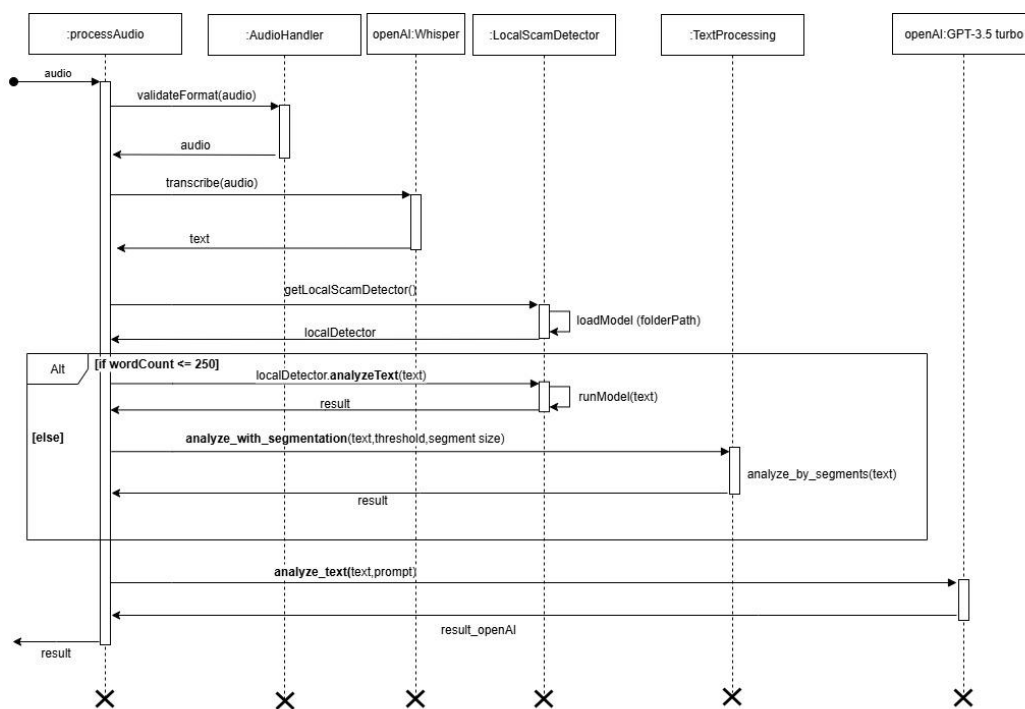 :processAudio
:AudioHandler
openAI:Whisper
:LocalScamDetector
:TextProcessing
openAI:GPT-3.5 turbo
audio
validateFormat(audio)
audio
transcribe(audio)
text
getLocalScamDetector()
loadModel (folderPath)
localDetector
Alt
[if wordCount <= 250]
localDetector.analyzeText(text)
runModel(text)
result
[else]
analyze_with_segmentation(text,threshold,segment size)
analyze_by_segments(text)
result
analyze_text(text,prompt)
result_openAI
result